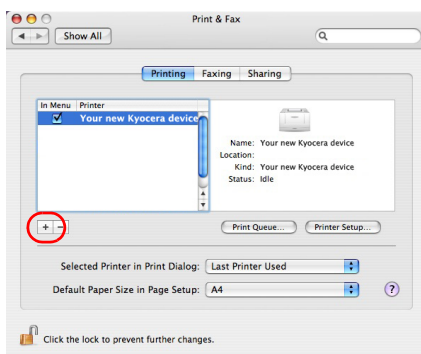 Print & Fax
Show All
Printing Faxing Sharing
In Menu Printer
Your new Kyocera device
Name: Your new Kyocera device
Location:
Kind: Your new Kyocera device
Status: Idle
+ −
Print Queue... Printer Setup...
Selected Printer in Print Dialog: Last Printer Used
Default Paper Size in Page Setup: A4 ?
Click the lock to prevent further changes.